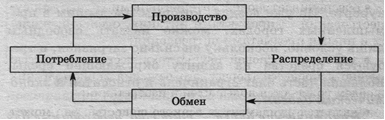 Производство
Потребление
Распределение
Обмен